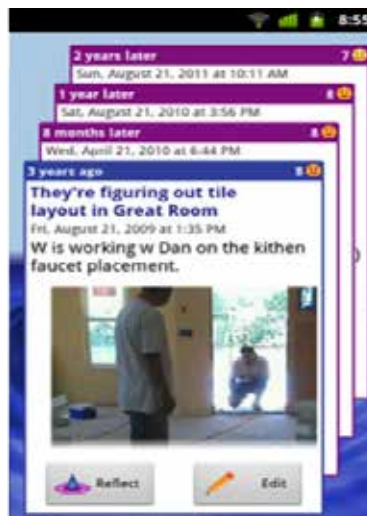 8:55
2 years later 7
Sun, August 21, 2011 at 10:11 AM
1 year later 8
Sat, August 21, 2010 at 3:56 PM
8 months later 8
Wed, April 21, 2010 at 6:44 PM
3 years ago 8
They're figuring out tile
layout in Great Room
Fri, August 21, 2009 at 1:35 PM
W is working w Dan on the kithen
faucet placement.
Reflect Edit